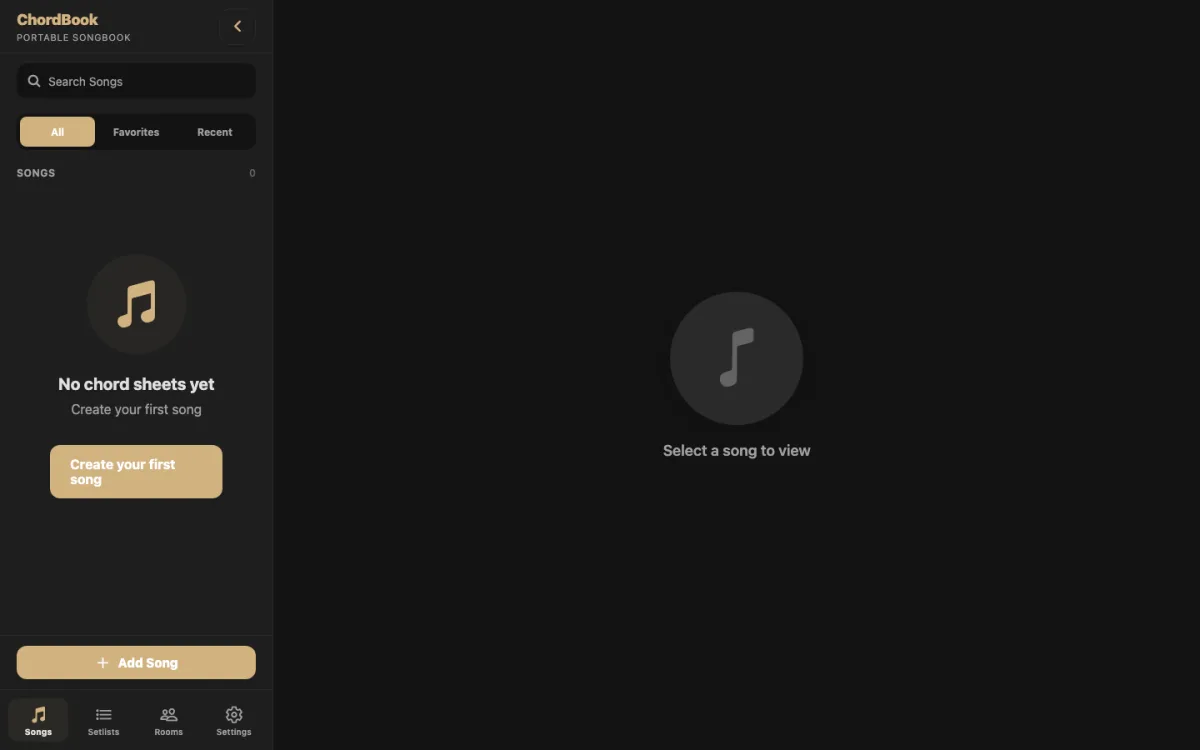 ChordBook
PORTABLE SONGBOOK
Search Songs
All
Favorites
Recent
SONGS
0
No chord sheets yet
Create your first song
Create your first
song
Select a song to view
+ Add Song
Songs
Setlists
Rooms
Settings